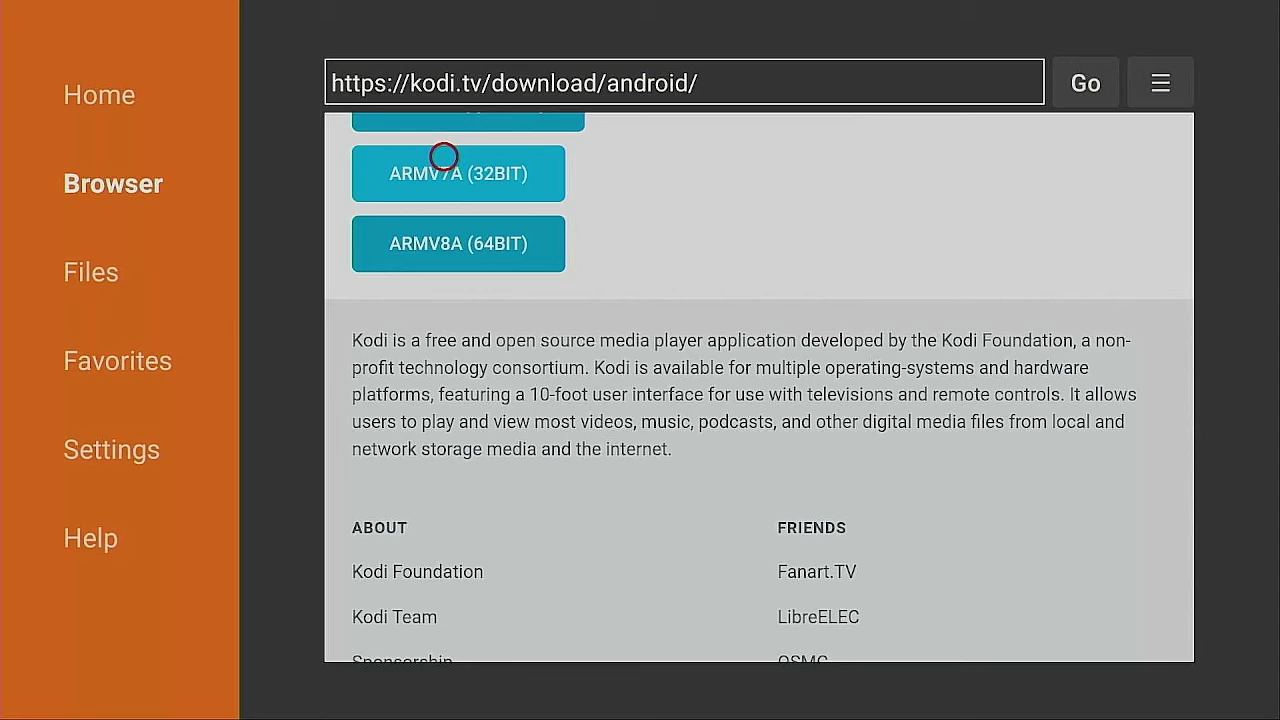 Home
Browser
Files
Favorites
Settings
Help
https://kodi.tv/download/android/
Go
ARMV7A (32BIT)
ARMV8A (64BIT)
Kodi is a free and open source media player application developed by the Kodi Foundation, a non-
profit technology consortium. Kodi is available for multiple operating-systems and hardware
platforms, featuring a 10-foot user interface for use with televisions and remote controls. It allows
users to play and view most videos, music, podcasts, and other digital media files from local and
network storage media and the internet.
ABOUT
Kodi Foundation
Kodi Team
Sponsorship
FRIENDS
Fanart.TV
LibreELEC
OSMC